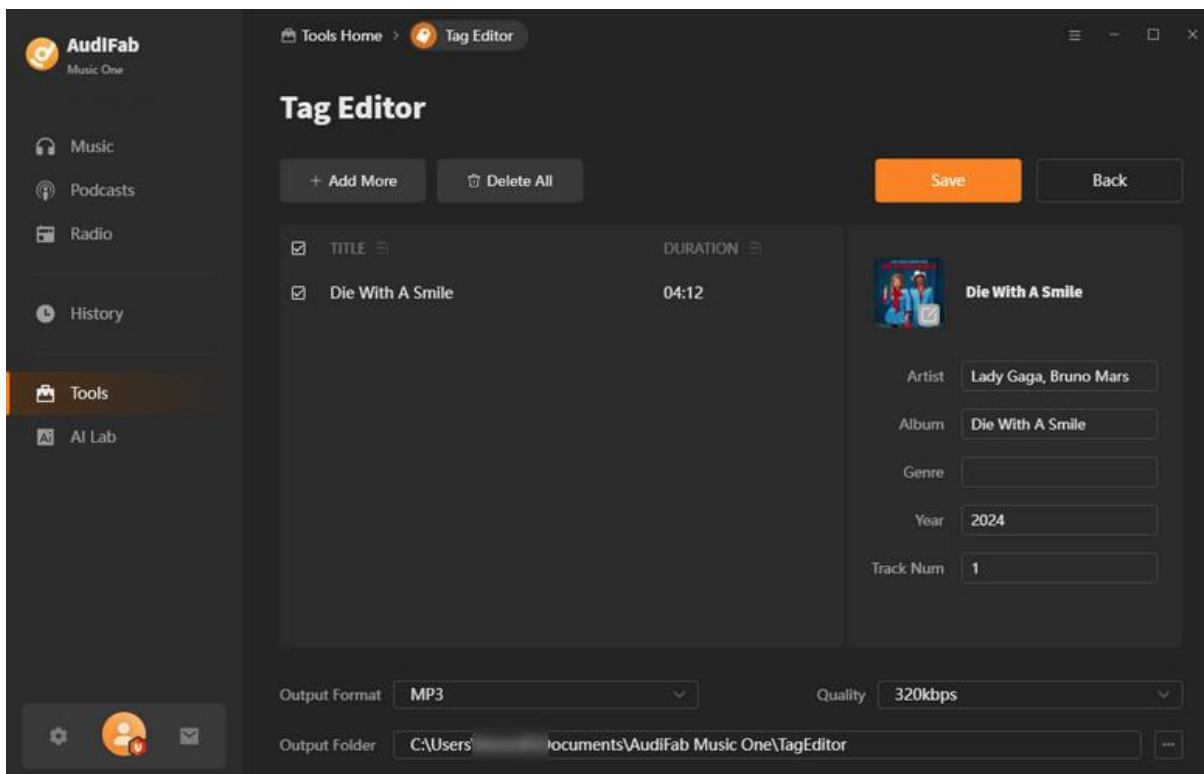 AudiFab
Music One
Music
Podcasts
Radio
History
Tools
AI Lab
Tools Home > Tag Editor
Tag Editor
+ Add More
Delete All
Save
Back
TITLE
DURATION
Die With A Smile
04:12
Die With A Smile
Artist
Lady Gaga, Bruno Mars
Album
Die With A Smile
Genre
Year
2024
Track Num
1
Output Format
MP3
Quality
320kbps
Output Folder
C:\Users\ ocuments\AudiFab Music One\TagEditor